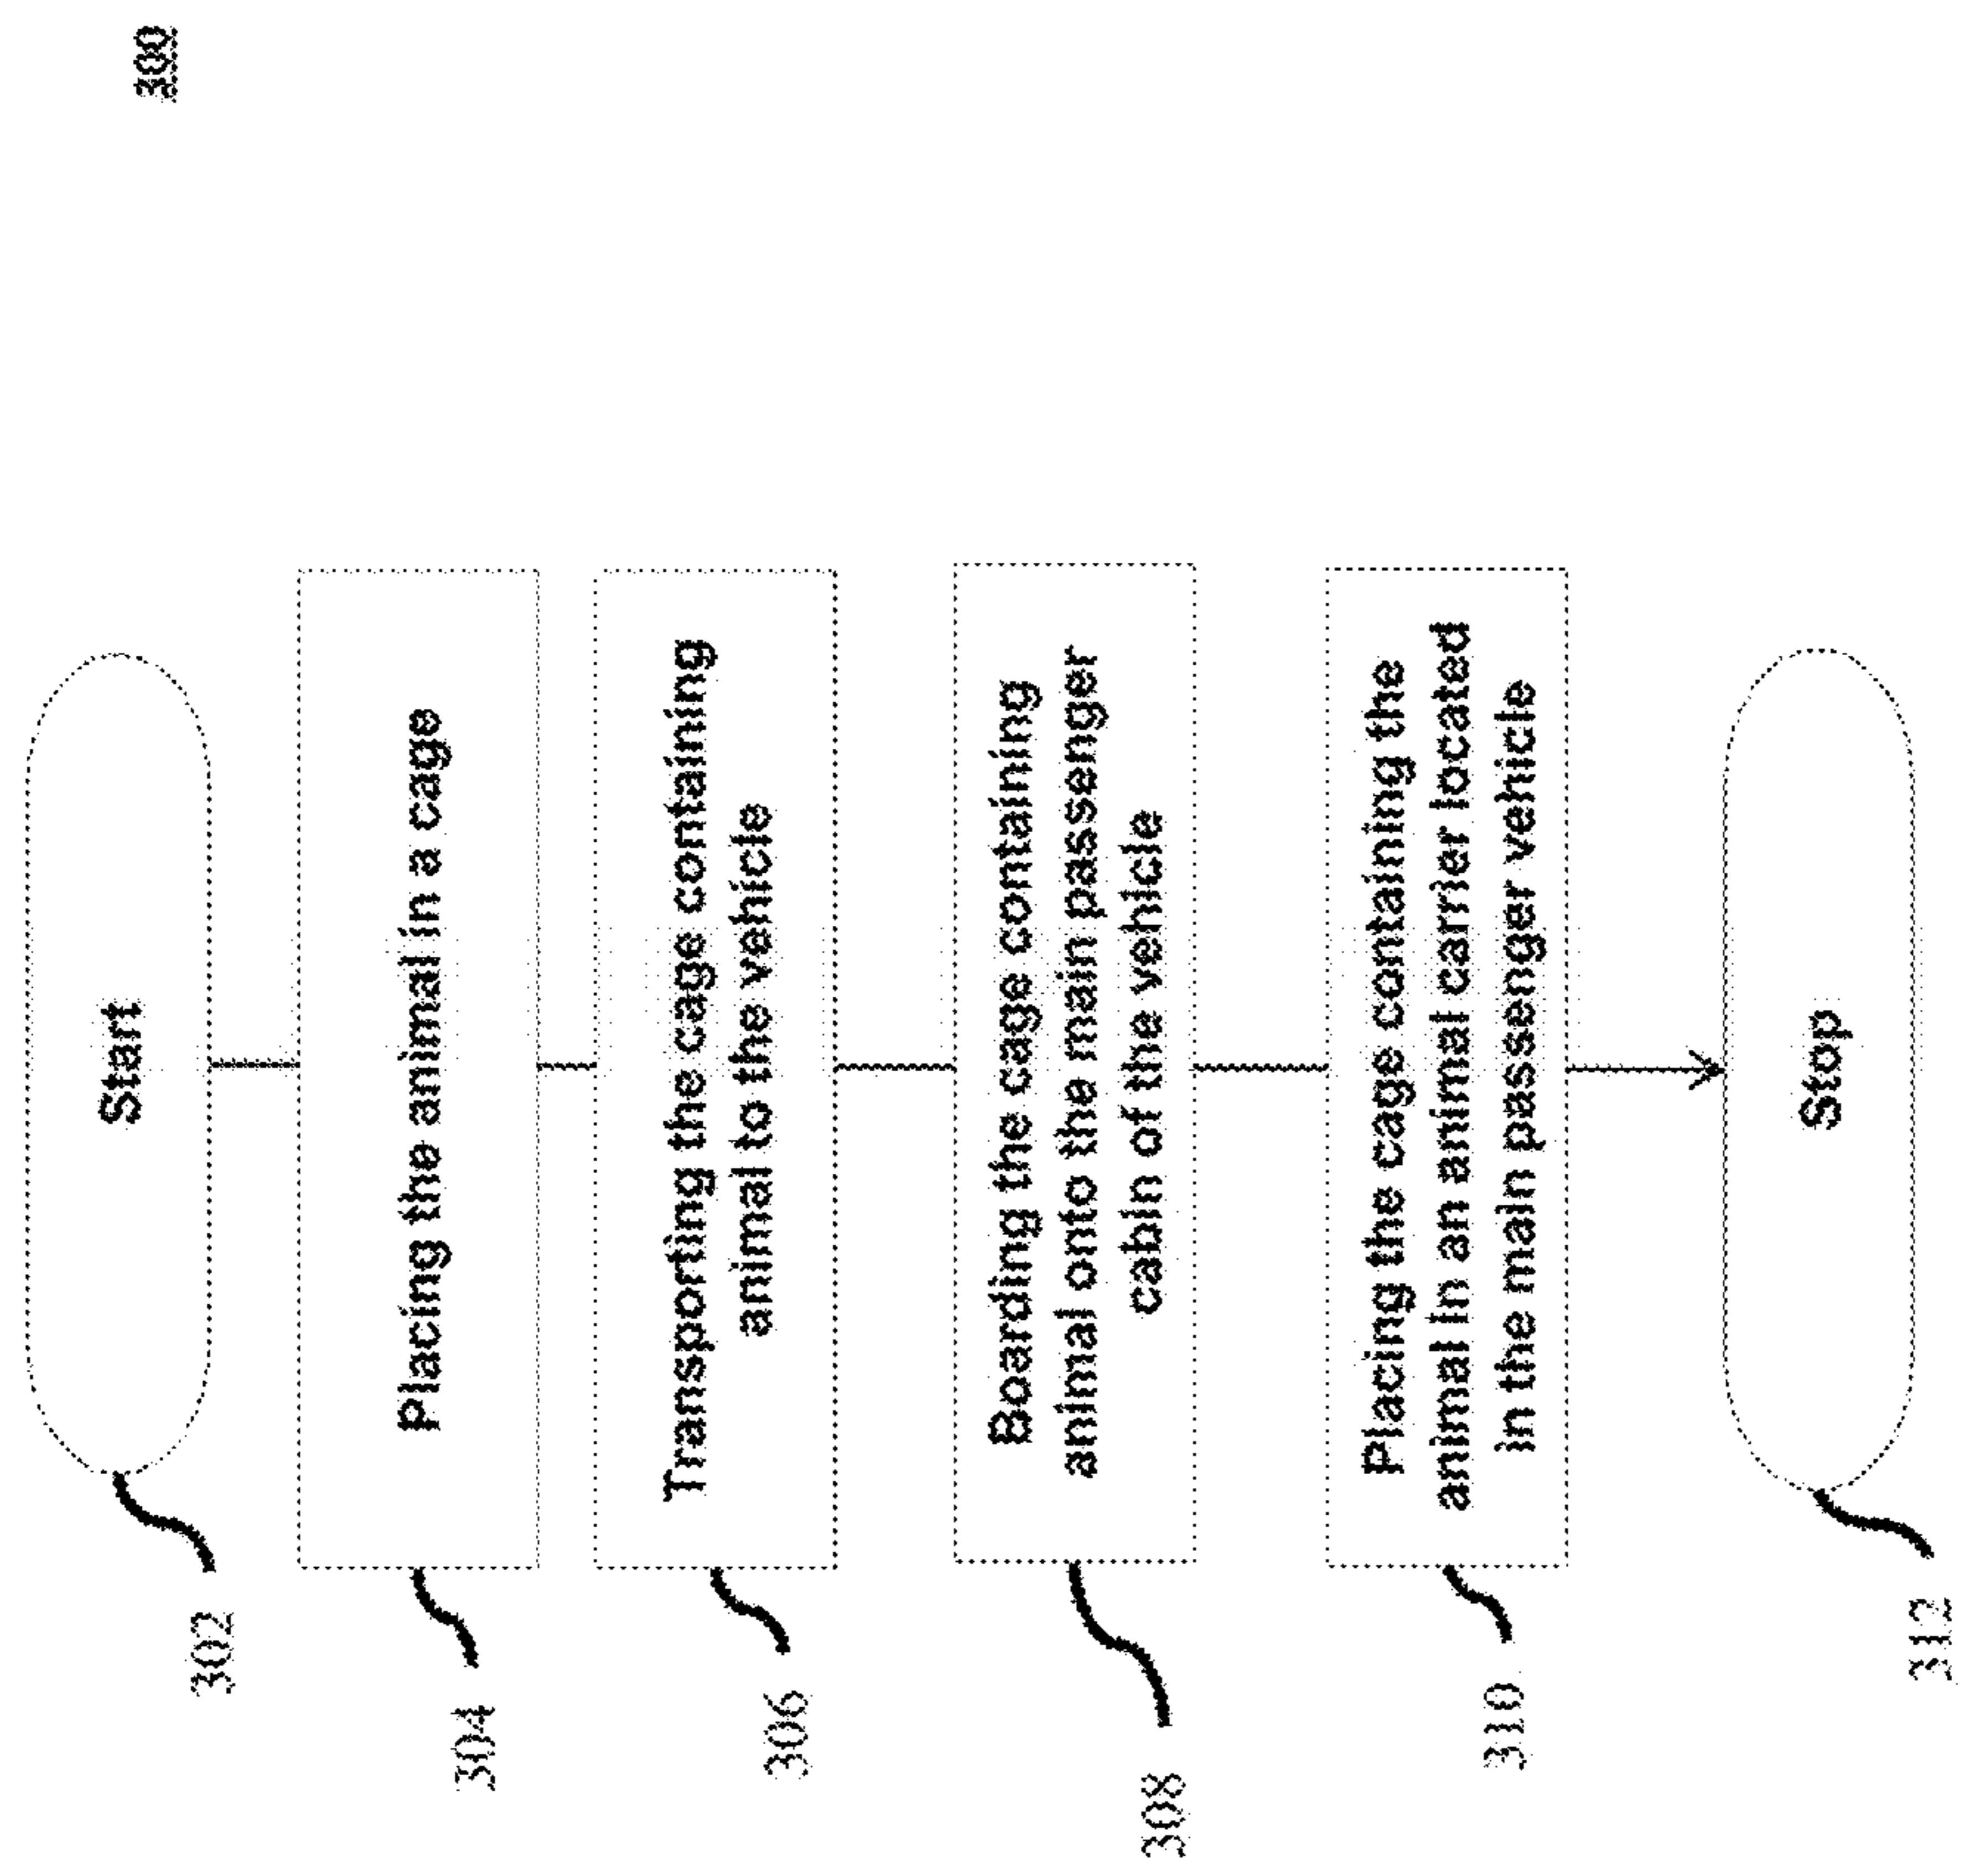 300
Start
302
Placing the animal in a cage
304
Transporting the cage containing
animal to the vehicle
306
Boarding the cage containing
animal onto the main passenger
cabin of the vehicle
308
Placing the cage containing the
animal in an animal carrier located
in the main passenger vehicle
310
Stop
312